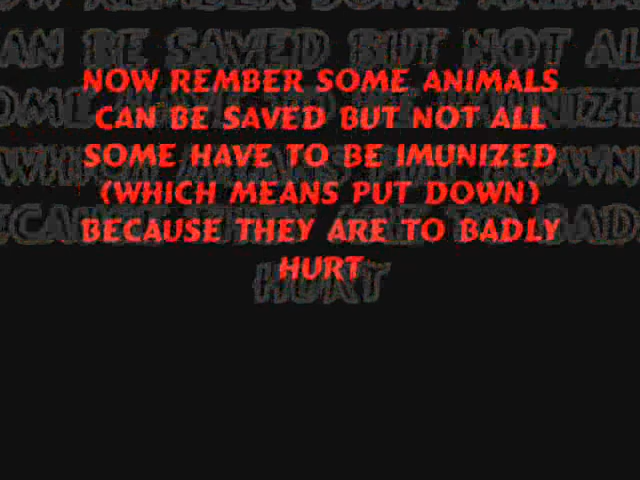 NOW REMBER SOME ANIMALS
CAN BE SAVED BUT NOT ALL
SOME HAVE TO BE IMUNIZED
(WHICH MEANS PUT DOWN)
BECAUSE THEY ARE TO BADLY
HURT